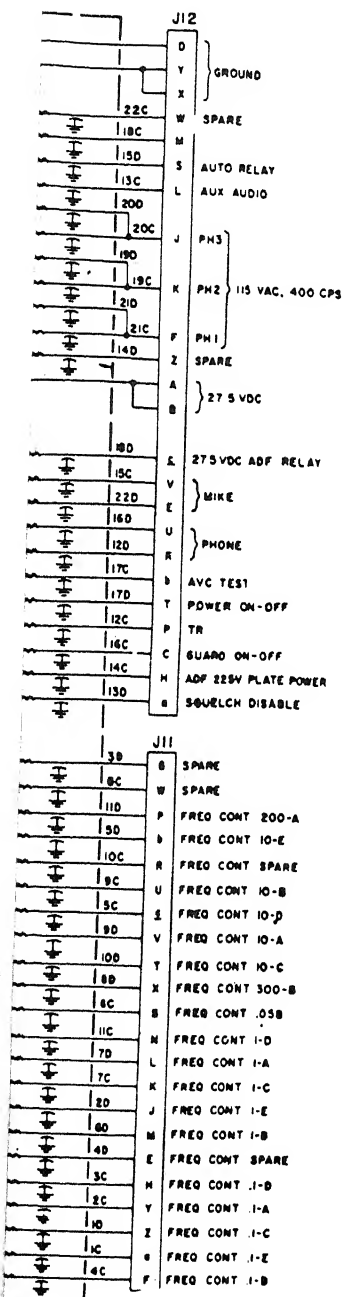 J12
D
Y GROUND
X
22C W SPARE
18C M
15D S AUTO RELAY
13C L AUX AUDIO
20D
20C J PH3
19D
19C K PH2 115 VAC, 400 CPS
21D
21C F PH1
14D Z SPARE
A
B 27 5 VDC
18D c 27 5 VDC ADF RELAY
15C V
22D E MIKE
16D U
12D R PHONE
17C b AVC TEST
17D T POWER ON-OFF
12C P TR
16C C GUARD ON-OFF
14C H ADF 225V PLATE POWER
13D a SQUELCH DISABLE
J11
3D G SPARE
8C W SPARE
11D P FREQ CONT 200-A
5D b FREQ CONT 10-E
10C R FREQ CONT SPARE
9C U FREQ CONT 10-B
5C c FREQ CONT 10-D
9D V FREQ CONT 10-A
10D T FREQ CONT 10-C
8D X FREQ CONT 300-B
6C S FREQ CONT .05B
11C N FREQ CONT 1-D
7D L FREQ CONT 1-A
7C K FREQ CONT 1-C
2D J FREQ CONT 1-E
6D M FREQ CONT 1-B
4D E FREQ CONT SPARE
3C H FREQ CONT .1-D
2C Y FREQ CONT .1-A
1D Z FREQ CONT .1-C
1C a FREQ CONT .1-E
4C F FREQ CONT .1-B